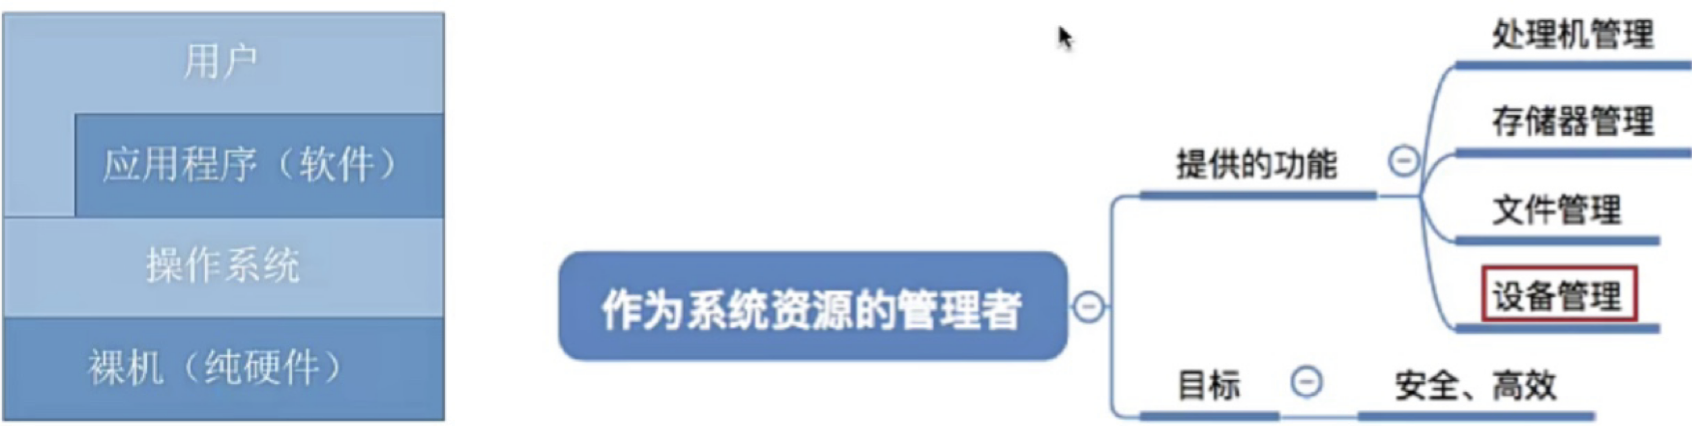 用户
应用程序（软件）
操作系统
裸机（纯硬件）
作为系统资源的管理者
提供的功能
处理机管理
存储器管理
文件管理
设备管理
目标
安全、高效